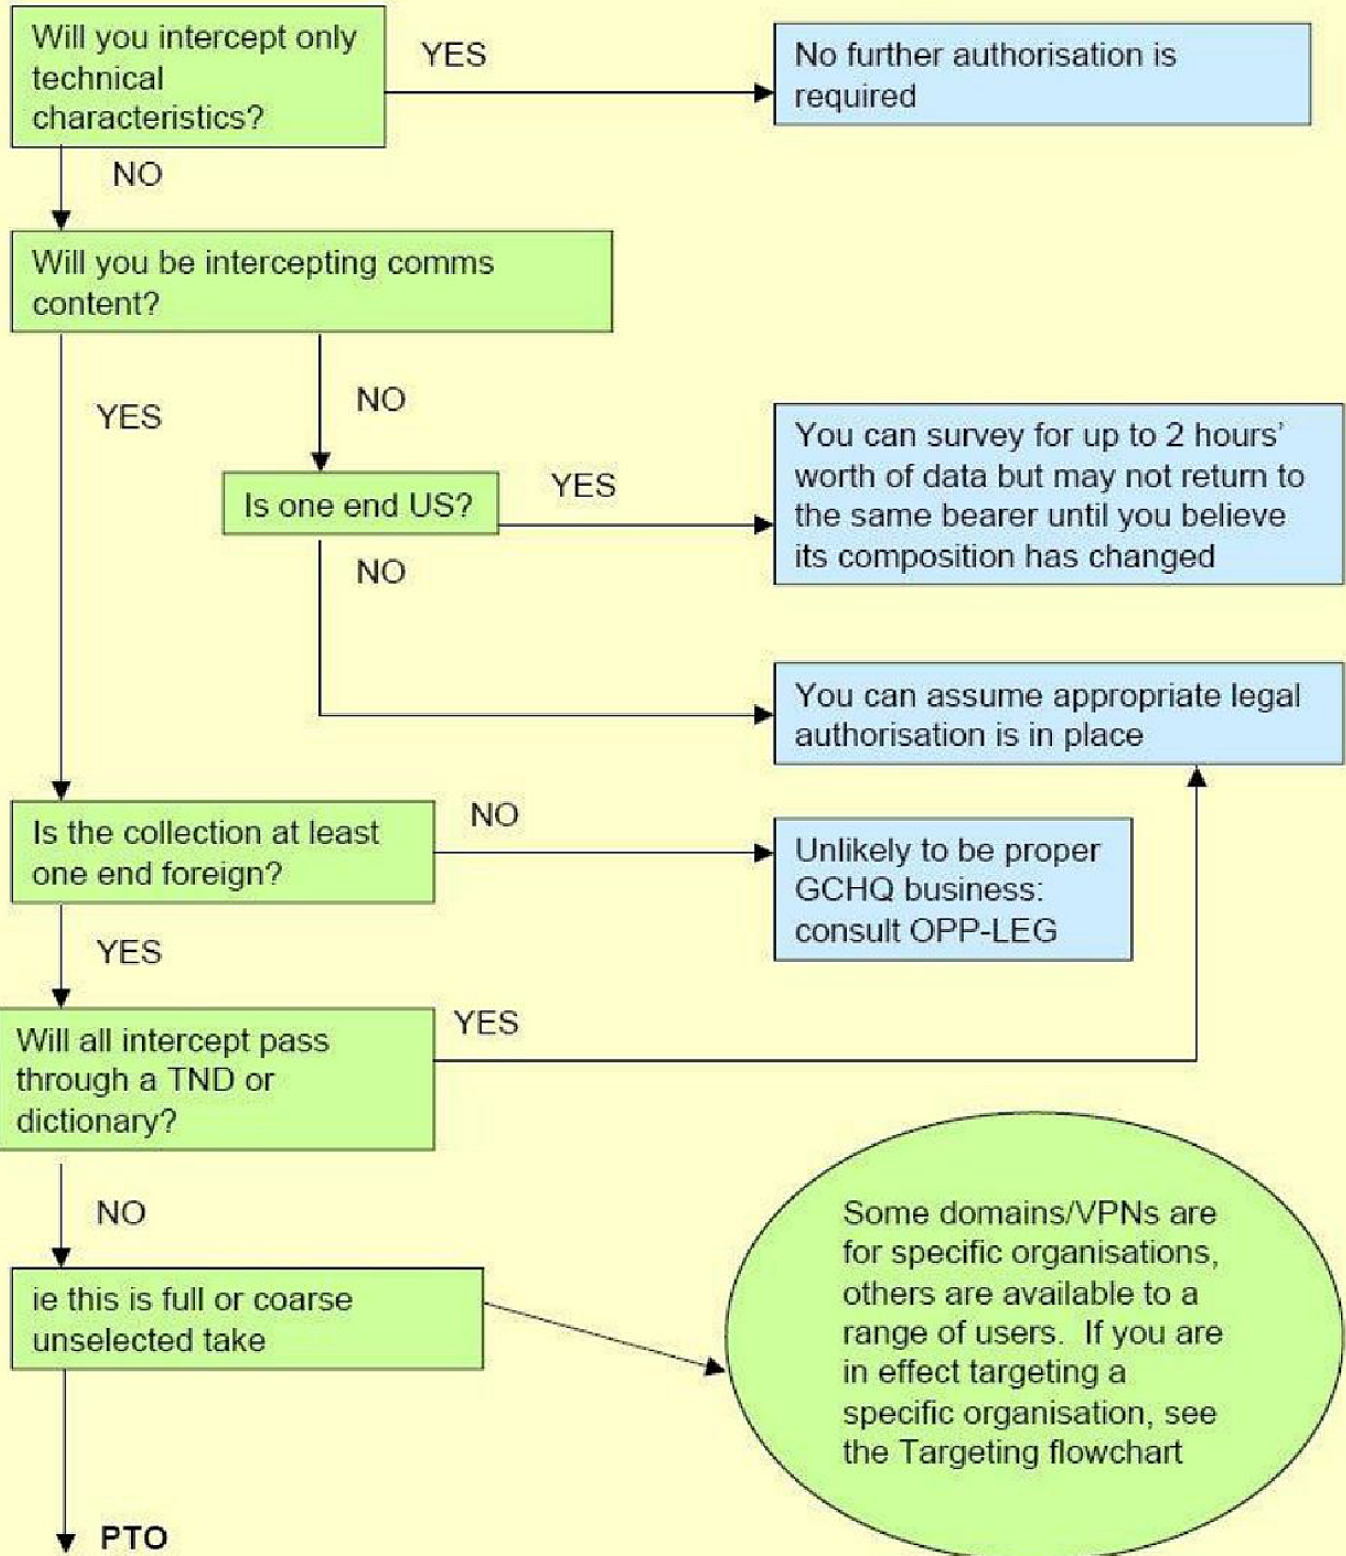 Will you intercept only
technical
characteristics?
YES
No further authorisation is
required
NO
Will you be intercepting comms
content?
YES
NO
Is one end US?
YES
You can survey for up to 2 hours’
worth of data but may not return to
the same bearer until you believe
its composition has changed
NO
You can assume appropriate legal
authorisation is in place
Is the collection at least
one end foreign?
NO
Unlikely to be proper
GCHQ business:
consult OPP-LEG
YES
Will all intercept pass
through a TND or
dictionary?
YES
NO
ie this is full or coarse
unselected take
Some domains/VPNs are
for specific organisations,
others are available to a
range of users. If you are
in effect targeting a
specific organisation, see
the Targeting flowchart
PTO